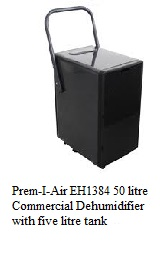 Prem-I-Air EH1384 50 litre
Commercial Dehumidifier
with five litre tank